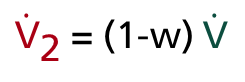 V̇₂ = (1-w) V̇